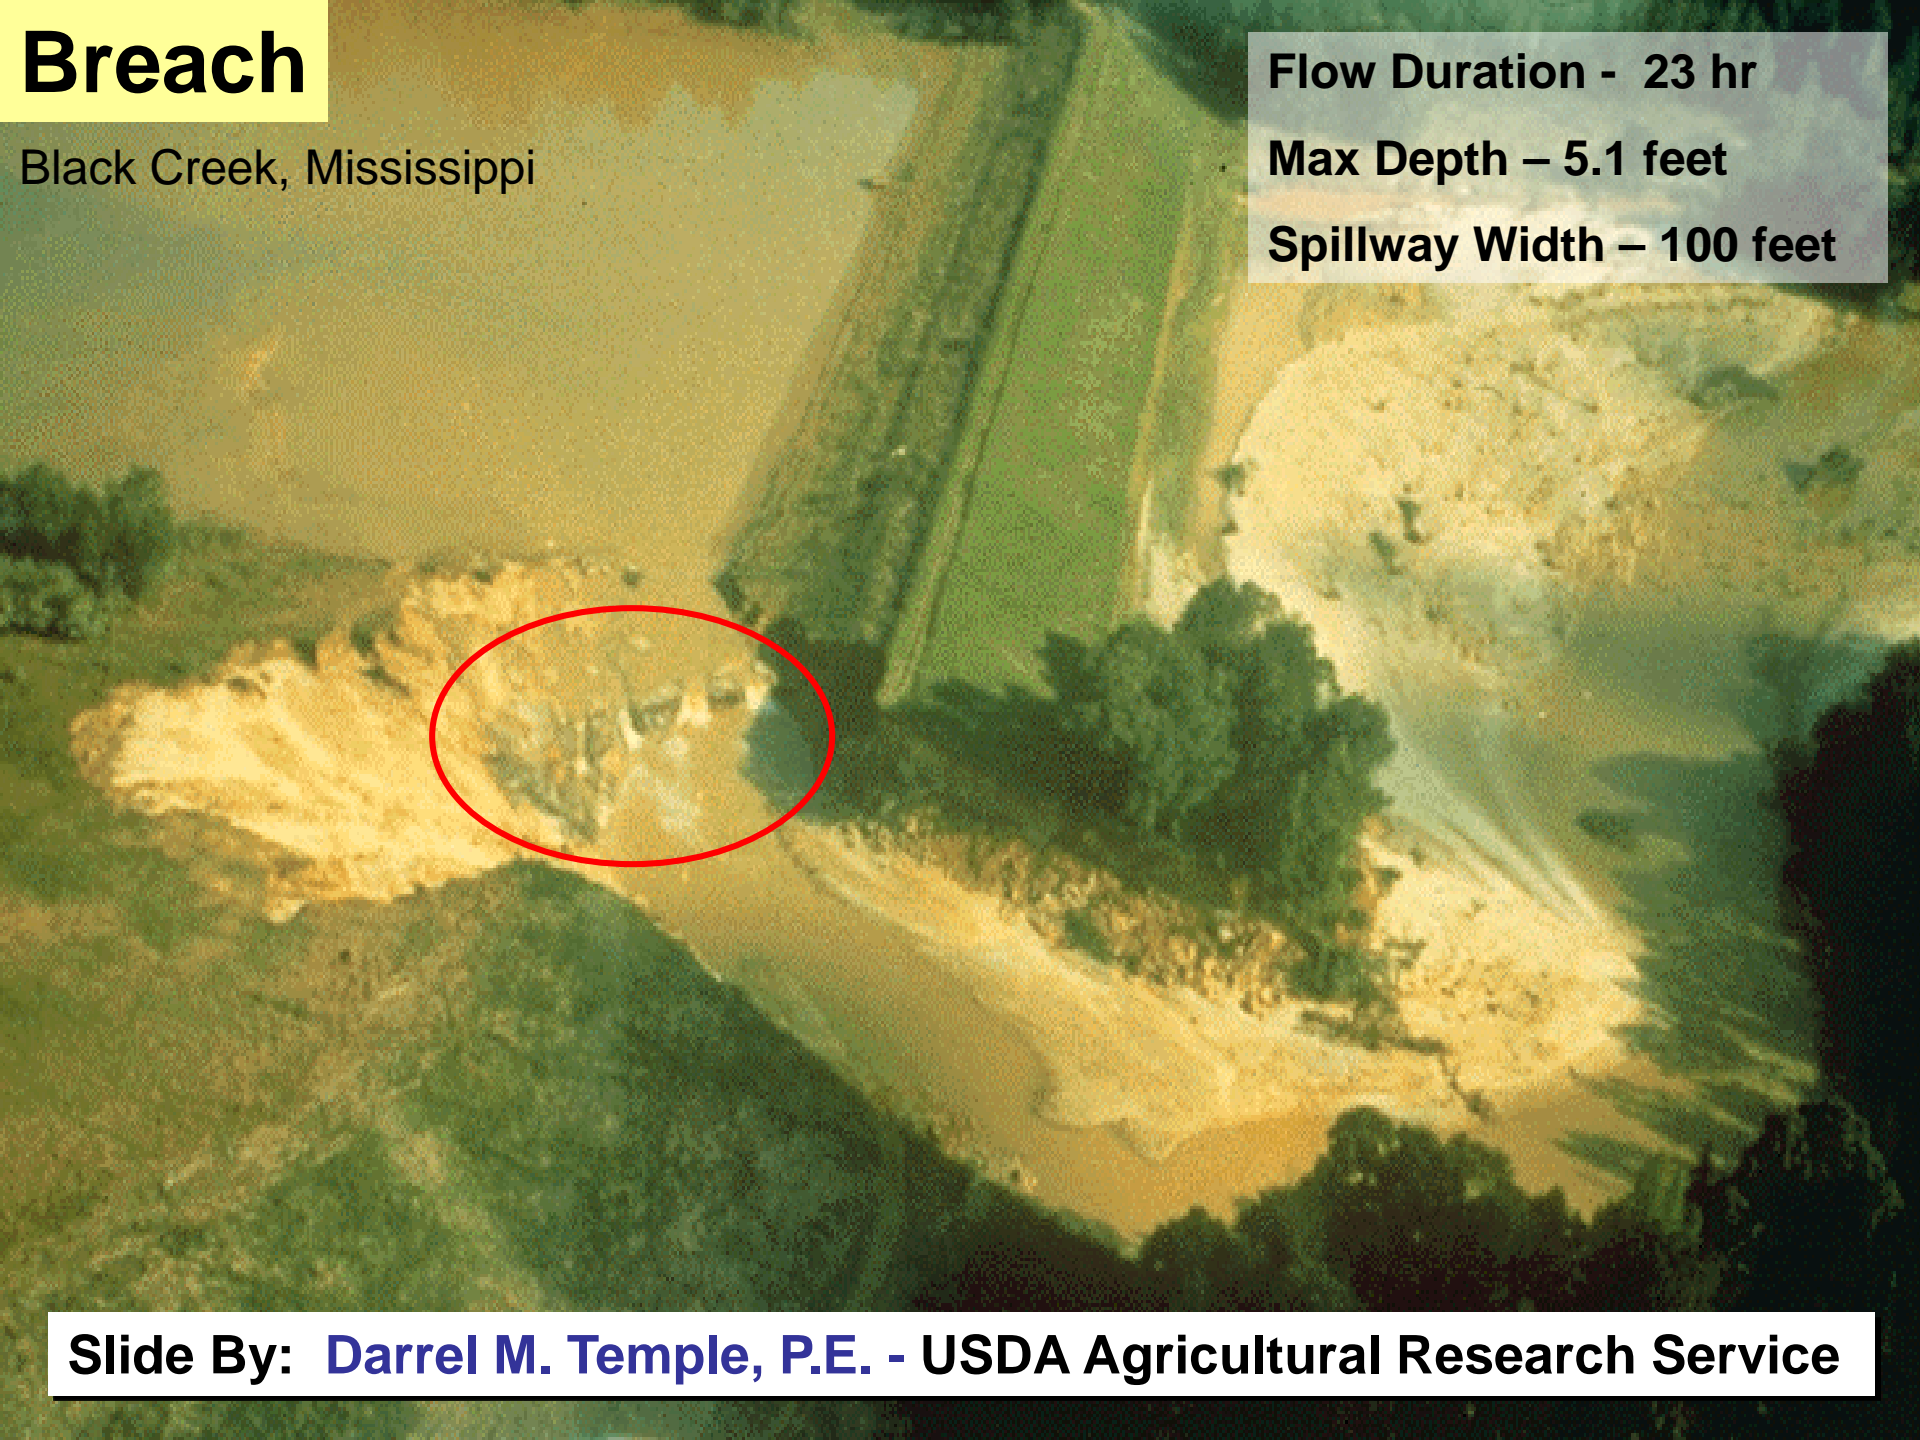 Breach
Black Creek, Mississippi
Flow Duration -  23 hr
Max Depth – 5.1 feet
Spillway Width – 100 feet
Slide By:  Darrel M. Temple, P.E. - USDA Agricultural Research Service